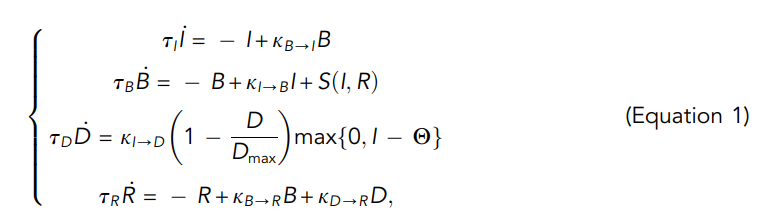 τ_I İ = − I + κ_{B→I}B
τ_B Ḃ = − B + κ_{I→B}I + S(I, R)
τ_D Ḋ = κ_{I→D}(1 − D/D_max)max{0, I − Θ}
τ_R Ṙ = − R + κ_{B→R}B + κ_{D→R}D,
(Equation 1)